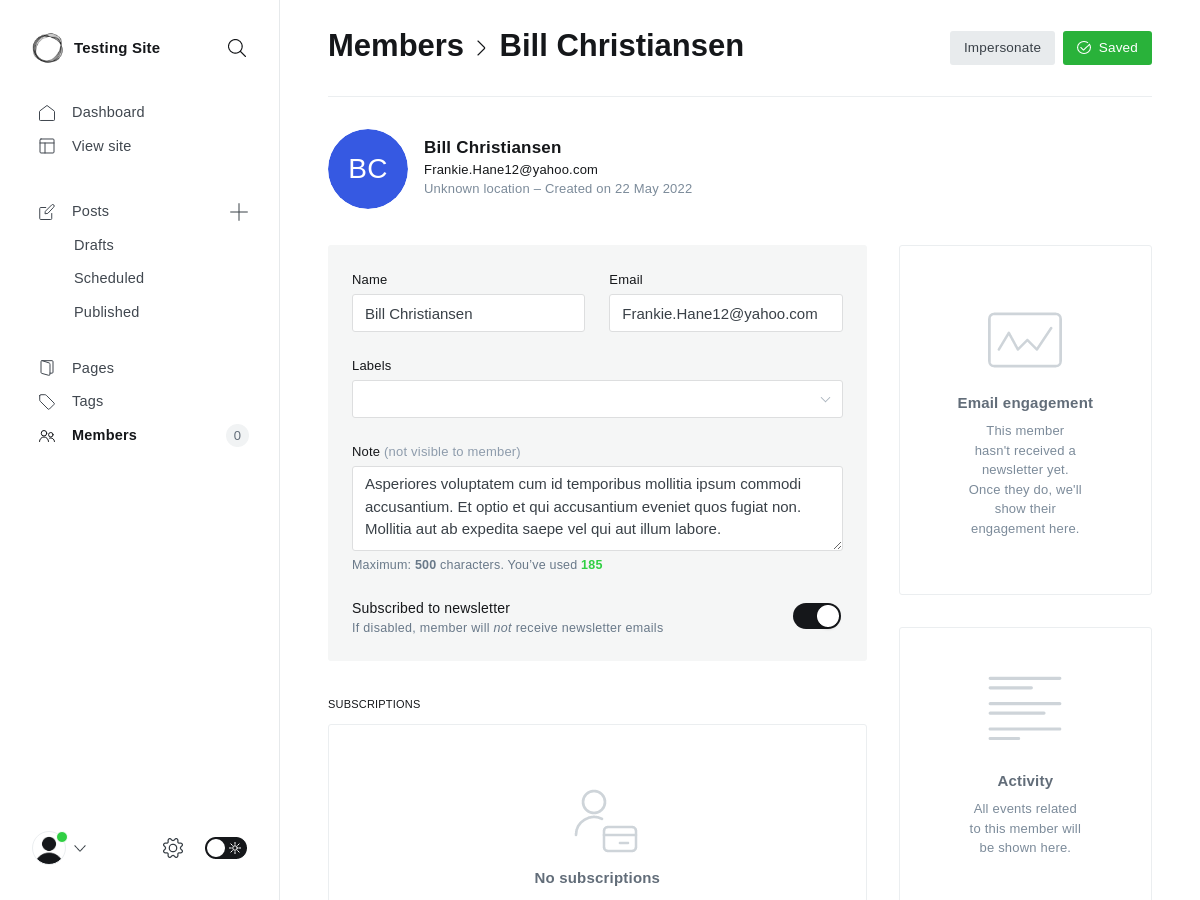 Testing Site
Dashboard
View site
Posts
Drafts
Scheduled
Published
Pages
Tags
Members
0
Members
Bill Christiansen
Impersonate
Saved
BC
Bill Christiansen
Frankie.Hane12@yahoo.com
Unknown location – Created on 22 May 2022
Name
Email
Bill Christiansen
Frankie.Hane12@yahoo.com
Labels
Note (not visible to member)
Asperiores voluptatem cum id temporibus mollitia ipsum commodi
accusantium. Et optio et qui accusantium eveniet quos fugiat non.
Mollitia aut ab expedita saepe vel qui aut illum labore.
Maximum: 500 characters. You've used 185
Subscribed to newsletter
If disabled, member will not receive newsletter emails
SUBSCRIPTIONS
No subscriptions
Email engagement
This member
hasn't received a
newsletter yet.
Once they do, we'll
show their
engagement here.
Activity
All events related
to this member will
be shown here.